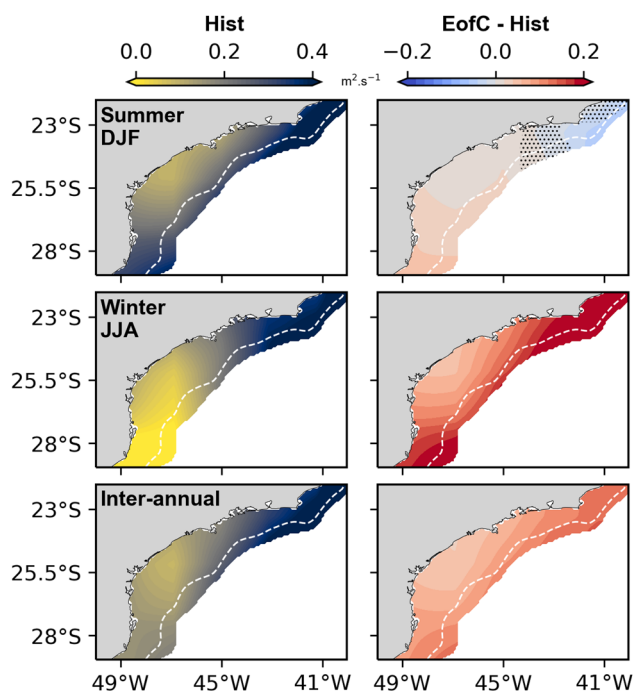 Hist EofC - Hist
0.0 0.2 0.4 m².s⁻¹ −0.2 0.0 0.2
Summer
DJF
23°S
25.5°S
28°S
Winter
JJA
23°S
25.5°S
28°S
Inter-annual
23°S
25.5°S
28°S
49°W 45°W 41°W 49°W 45°W 41°W